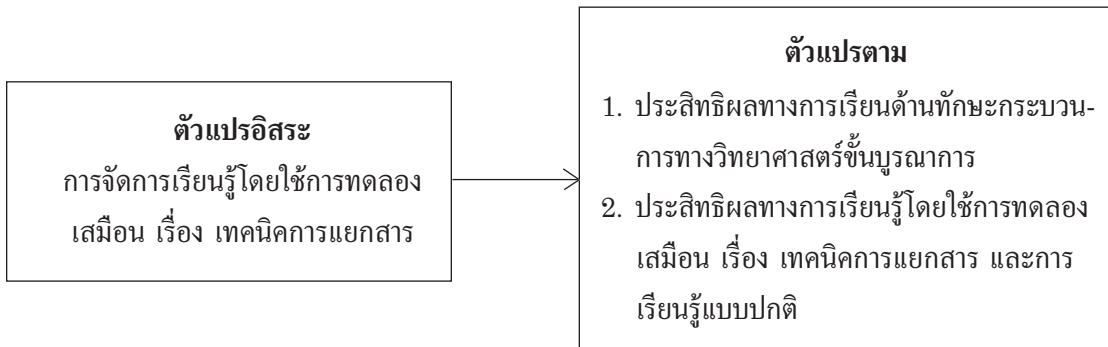 ตัวแปรอิสระ
การจัดการเรียนรู้โดยใช้การทดลอง
เสมือน เรื่อง เทคนิคการแยกสาร
ตัวแปรตาม
1. ประสิทธิผลทางการเรียนด้านทักษะกระบวน-
การทางวิทยาศาสตร์ขั้นบูรณาการ
2. ประสิทธิผลทางการเรียนรู้โดยใช้การทดลอง
เสมือน เรื่อง เทคนิคการแยกสาร และการ
เรียนรู้แบบปกติ